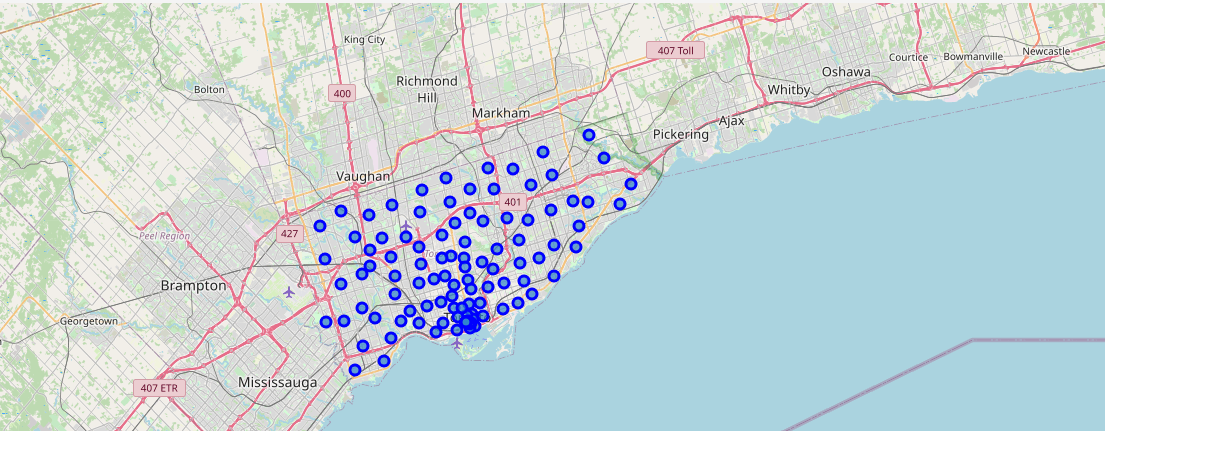 King City
407 Toll
Courtice
Bowmanville
Newcastle
Oshawa
Bolton
400
Richmond
Hill
Whitby
Markham
Ajax
Pickering
Vaughan
401
427
Peel Region
Brampton
Georgetown
Mississauga
407 ETR